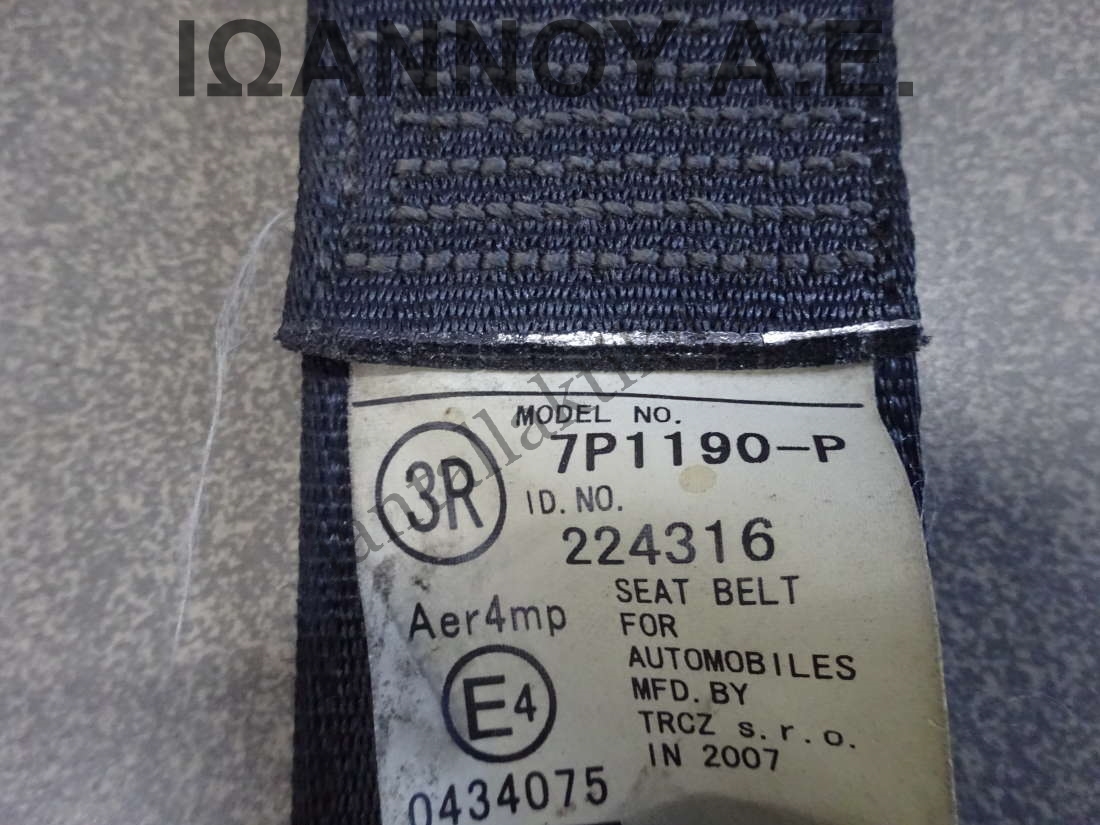 ΙΩΑΝΝΟΥ Α.Ε.
MODEL NO.
3R
7P1190-P
ID. NO.
224316
Aer4mp
SEAT BELT
FOR
AUTOMOBILES
MFD. BY
TRCZ s.r.o.
IN 2007
E4
0434075